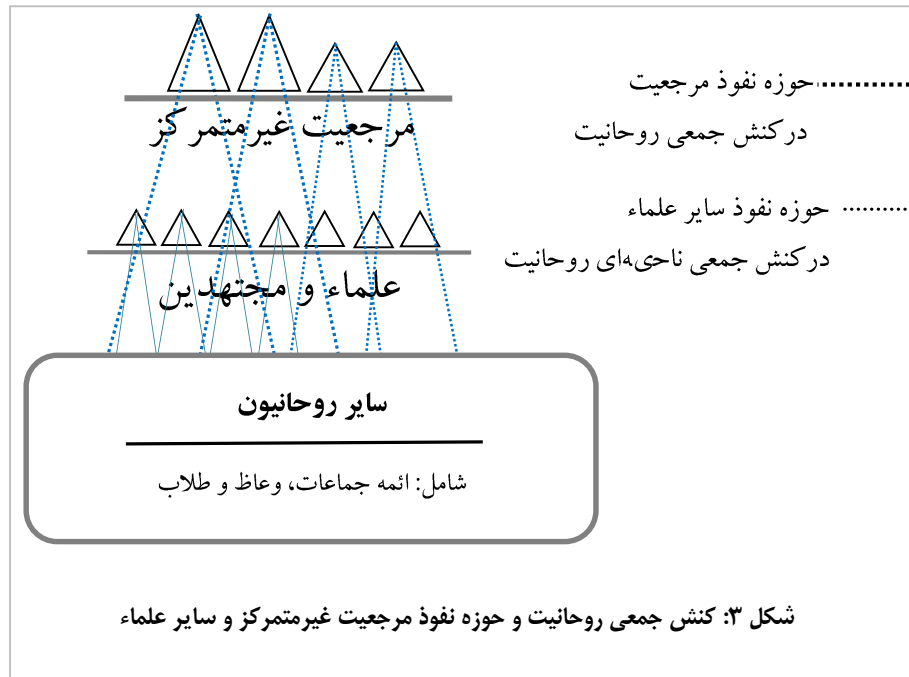 مرجعیت غیرمتمرکز
علماء و مجتهدین
سایر روحانیون
شامل: ائمه جماعات، وعاظ و طلاب
حوزه نفوذ مرجعیت
درکنش جمعی روحانیت
حوزه نفوذ سایر علماء
درکنش جمعی ناحی‌ه‌ای روحانیت
شکل ۳: کنش جمعی روحانیت و حوزه نفوذ مرجعیت غیرمتمرکز و سایر علماء